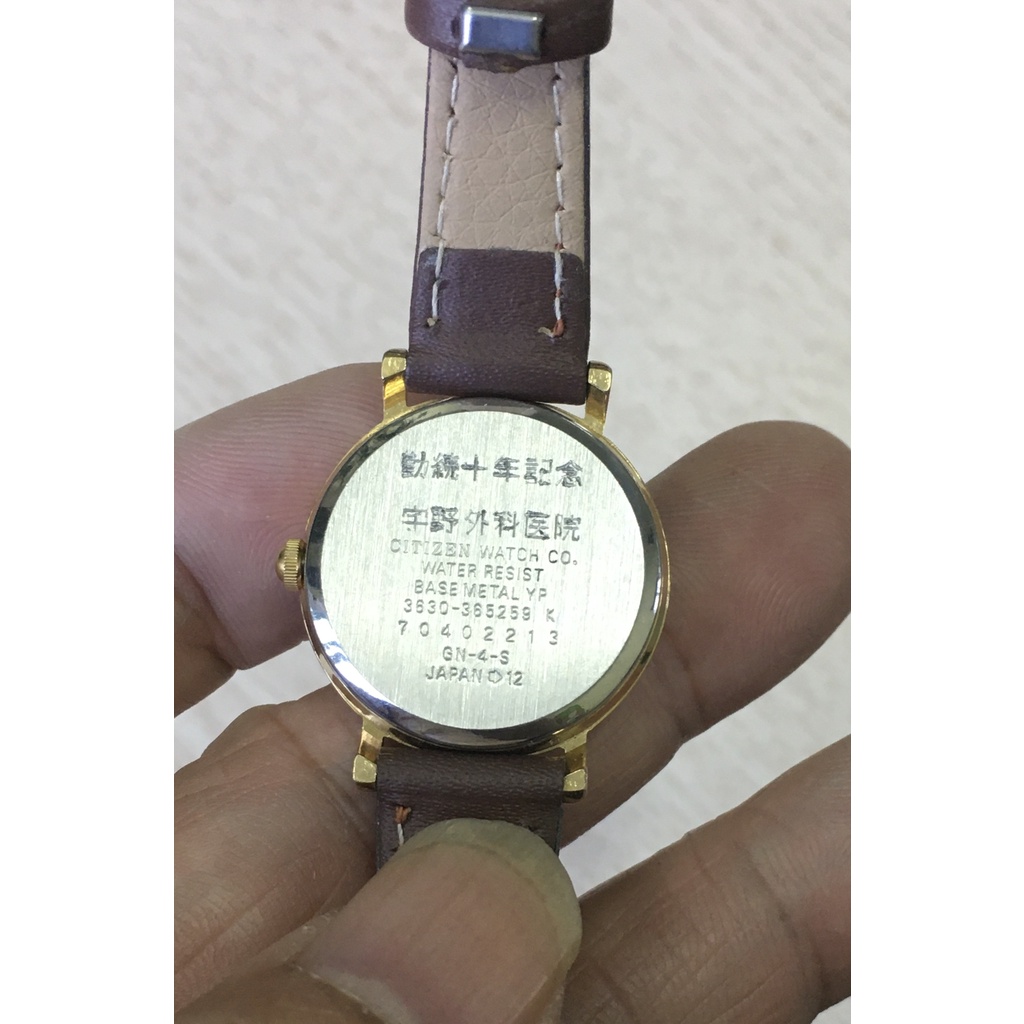 勤続十年記念
宇野外科医院
CITIZEN WATCH CO.
WATER RESIST
BASE METAL YP
3630-365259 K
70402213
GN-4-S
JAPAN 12